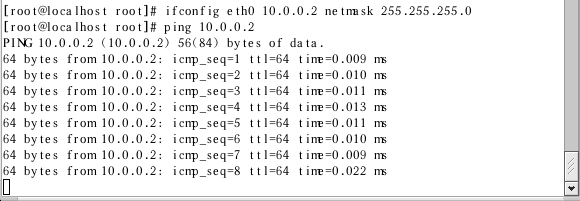 [root@localhost root]# ifconfig eth0 10.0.0.2 netmask 255.255.255.0
[root@localhost root]# ping 10.0.0.2
PING 10.0.0.2 (10.0.0.2) 56(84) bytes of data.
64 bytes from 10.0.0.2: icmp_seq=1 ttl=64 time=0.009 ms
64 bytes from 10.0.0.2: icmp_seq=2 ttl=64 time=0.010 ms
64 bytes from 10.0.0.2: icmp_seq=3 ttl=64 time=0.011 ms
64 bytes from 10.0.0.2: icmp_seq=4 ttl=64 time=0.013 ms
64 bytes from 10.0.0.2: icmp_seq=5 ttl=64 time=0.011 ms
64 bytes from 10.0.0.2: icmp_seq=6 ttl=64 time=0.010 ms
64 bytes from 10.0.0.2: icmp_seq=7 ttl=64 time=0.009 ms
64 bytes from 10.0.0.2: icmp_seq=8 ttl=64 time=0.022 ms